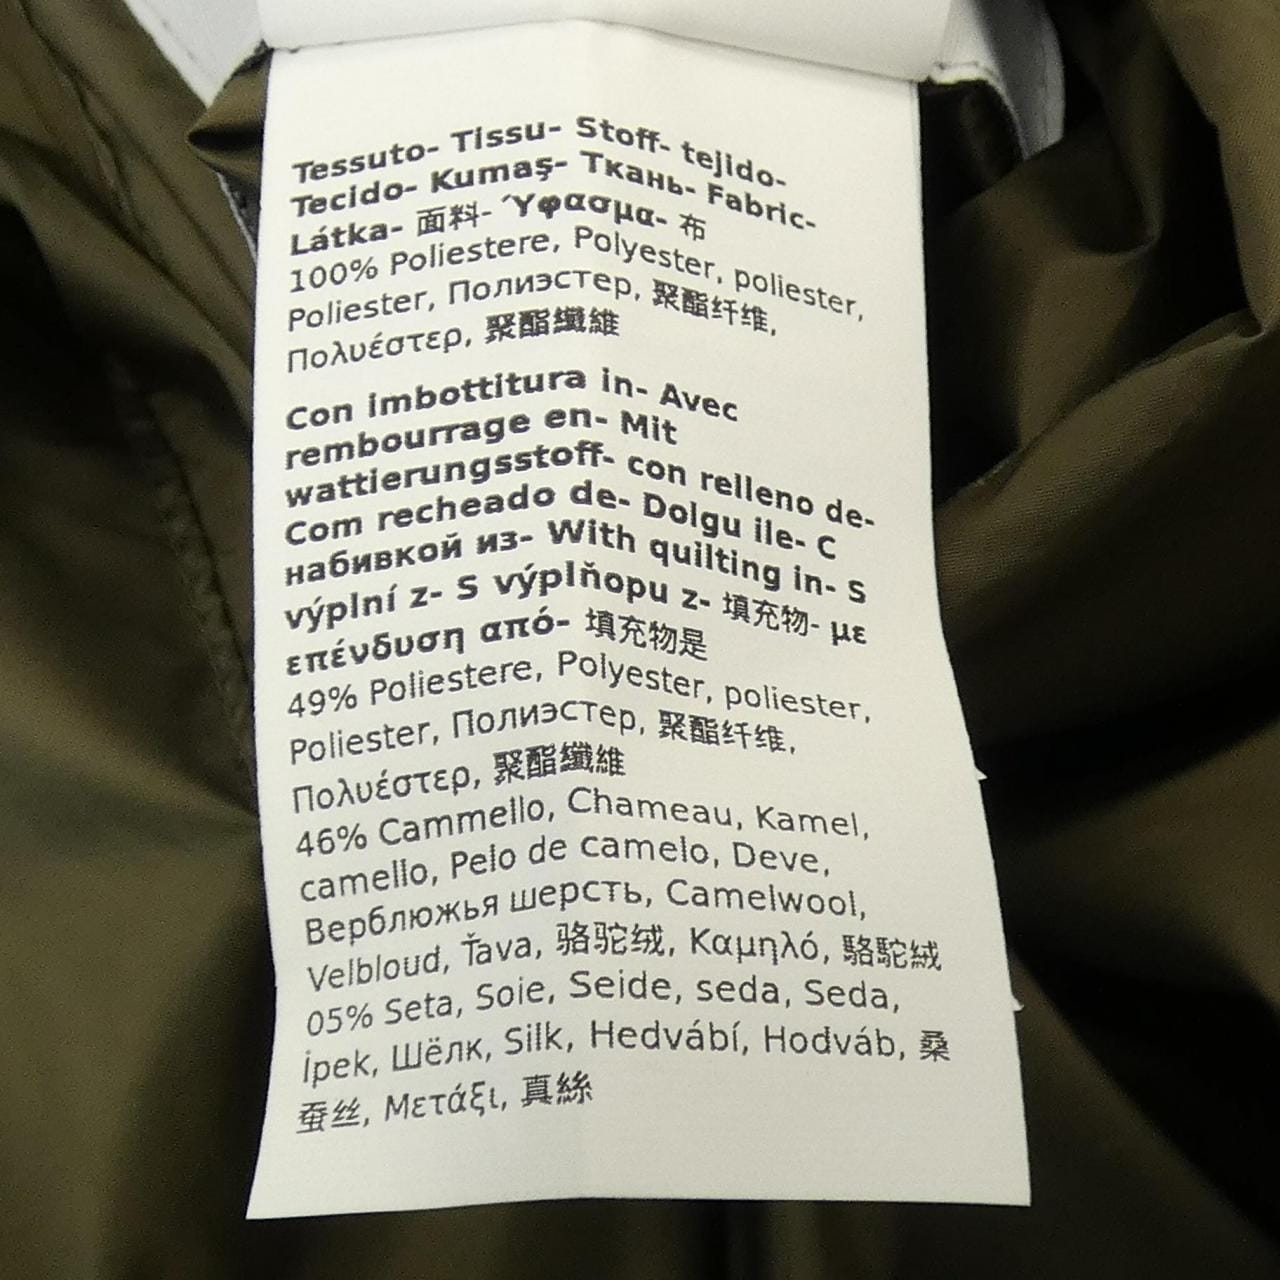 Tessuto- Tissu- Stoff- tejido-
Tecido- Kumaş- Ткань- Fabric-
Látka- 面料- Ύφασμα- 布
100% Poliestere, Polyester, poliester,
Poliester, Полиэстер, 聚酯纤维,
Πολυέστερ, 聚酯纖維
Con imbottitura in- Avec
rembourrage en- Mit
wattierungsstoff- con relleno de-
Com recheado de- Dolgu ile- С
набивкой из- With quilting in- S
výplní z- S výplňopu z- 填充物- με
επένδυση από- 填充物是
49% Poliestere, Polyester, poliester,
Poliester, Полиэстер, 聚酯纤维,
Πολυέστερ, 聚酯纖維
46% Cammello, Chameau, Kamel,
camello, Pelo de camelo, Deve,
Верблюжья шерсть, Camelwool,
Velbloud, Ťava, 骆驼绒, Καμηλό, 駱駝絨
05% Seta, Soie, Seide, seda, Seda,
İpek, Шёлк, Silk, Hedvábí, Hodváb, 桑
蚕丝, Μετάξι, 真絲